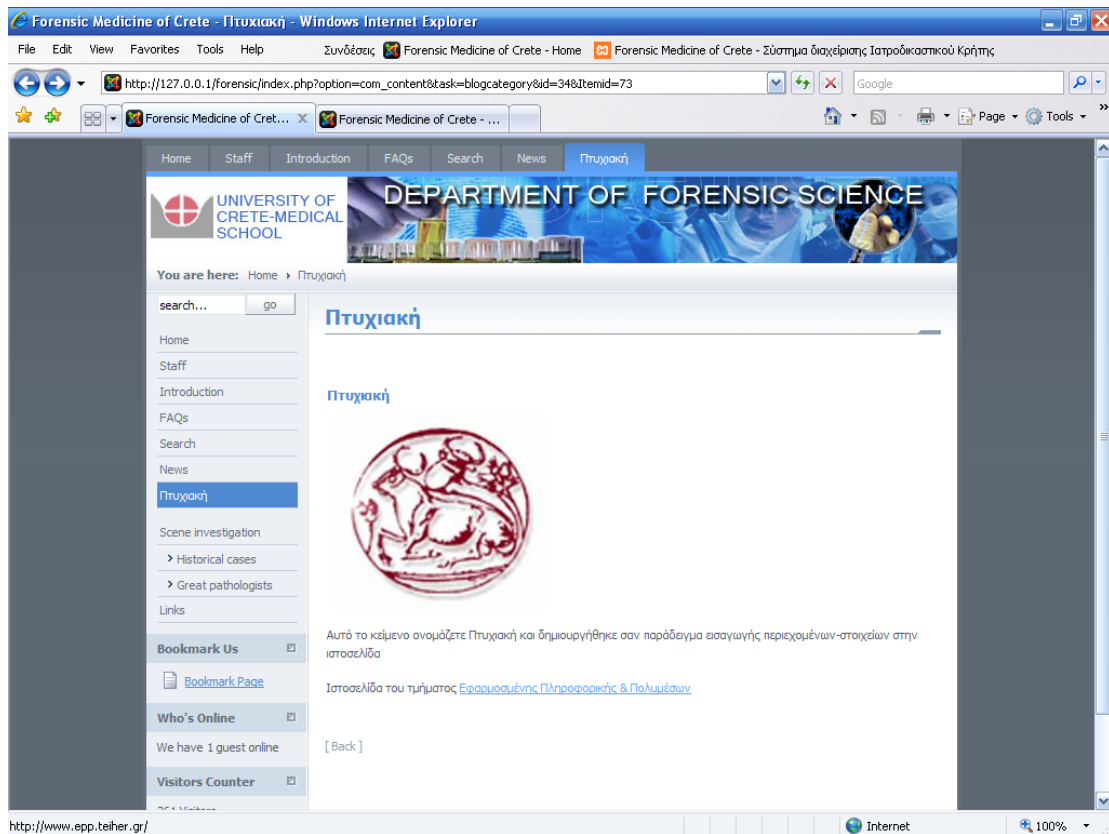 Forensic Medicine of Crete - Πτυχιακή - Windows Internet Explorer
File Edit View Favorites Tools Help Συνδέσεις Forensic Medicine of Crete - Home Forensic Medicine of Crete - Σύστημα διαχείρισης Ιατροδικαστικού Κρήτης
http://127.0.0.1/forensic/index.php?option=com_content&task=blogcategory&id=34&Itemid=73 Google
Forensic Medicine of Cret... Forensic Medicine of Crete - ... Page Tools
Home Staff Introduction FAQs Search News Πτυχιακή
UNIVERSITY OF
CRETE-MEDICAL
SCHOOL
DEPARTMENT OF FORENSIC SCIENCE
You are here: Home Πτυχιακή
search... go
Πτυχιακή
Home
Staff
Introduction
FAQs
Search
News
Πτυχιακή
Scene investigation
Historical cases
Great pathologists
Links
Bookmark Us
Bookmark Page
Who's Online
We have 1 guest online
Visitors Counter
Πτυχιακή
Αυτό το κείμενο ονομάζετε Πτυχιακή και δημιουργήθηκε σαν παράδειγμα εισαγωγής περιεχομένων-στοιχείων στην
ιστοσελίδα
Ιστοσελίδα του τμήματος Εφαρμοσμένης Πληροφορικής & Πολυμέσων
[ Back ]
http://www.epp.teiher.gr/ Internet 100%